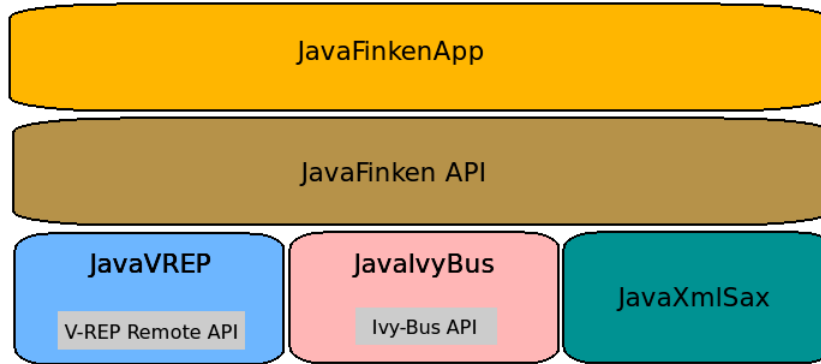 JavaFinkenApp
JavaFinken API
JavaVREP
V-REP Remote API
JavaIvyBus
Ivy-Bus API
JavaXmlSax